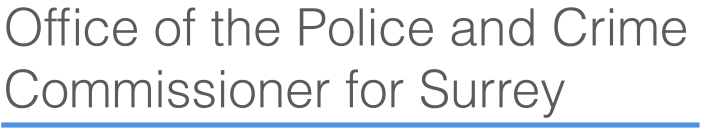 Office of the Police and Crime
Commissioner for Surrey